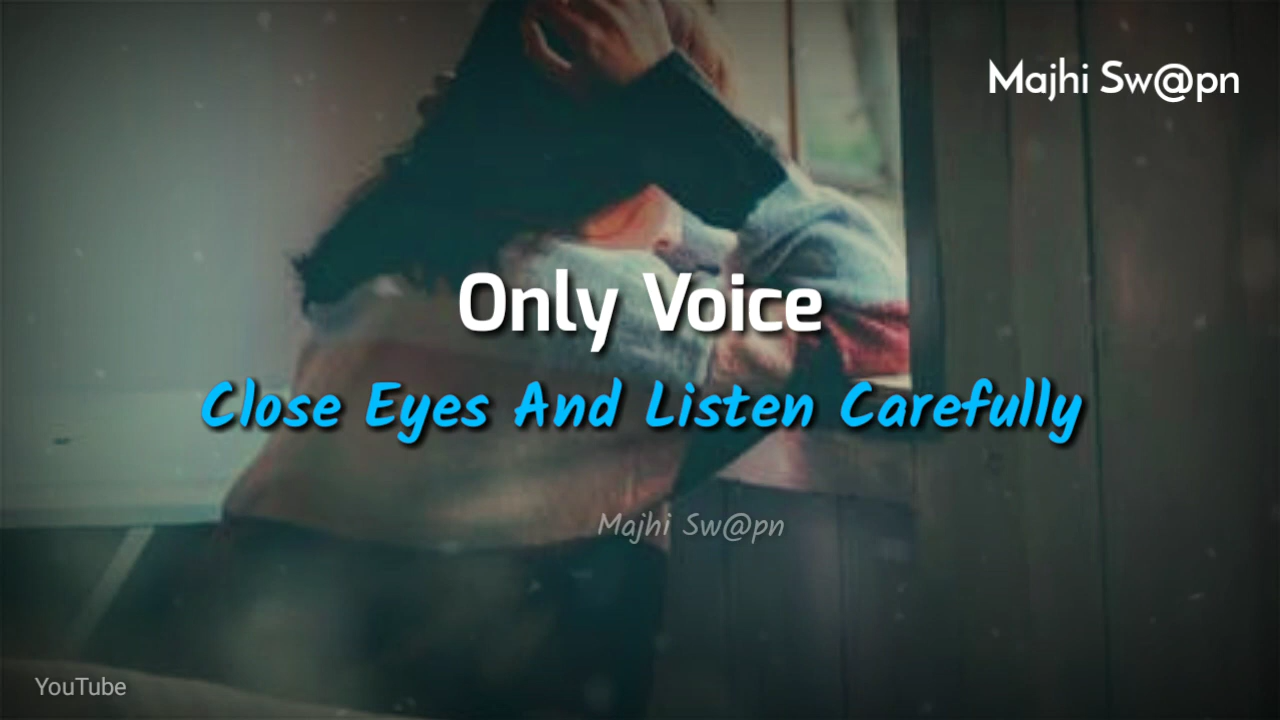 Majhi Sw@pn
Only Voice
Close Eyes And Listen Carefully
Majhi Sw@pn
YouTube